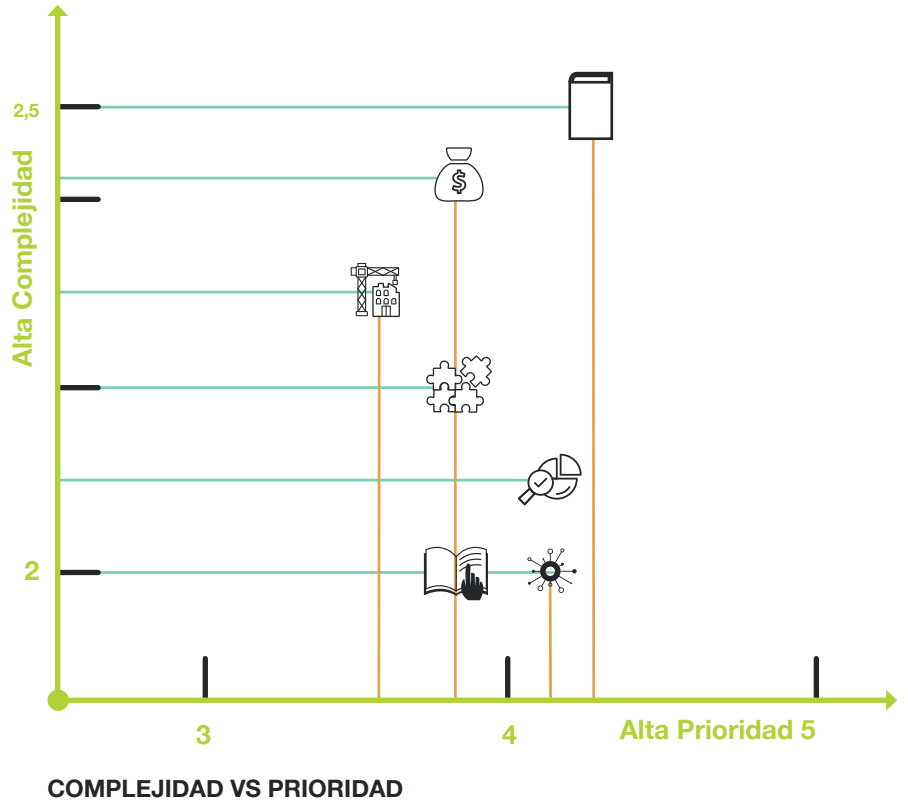 2,5
Alta Complejidad
$
2
3
4
Alta Prioridad 5
COMPLEJIDAD VS PRIORIDAD